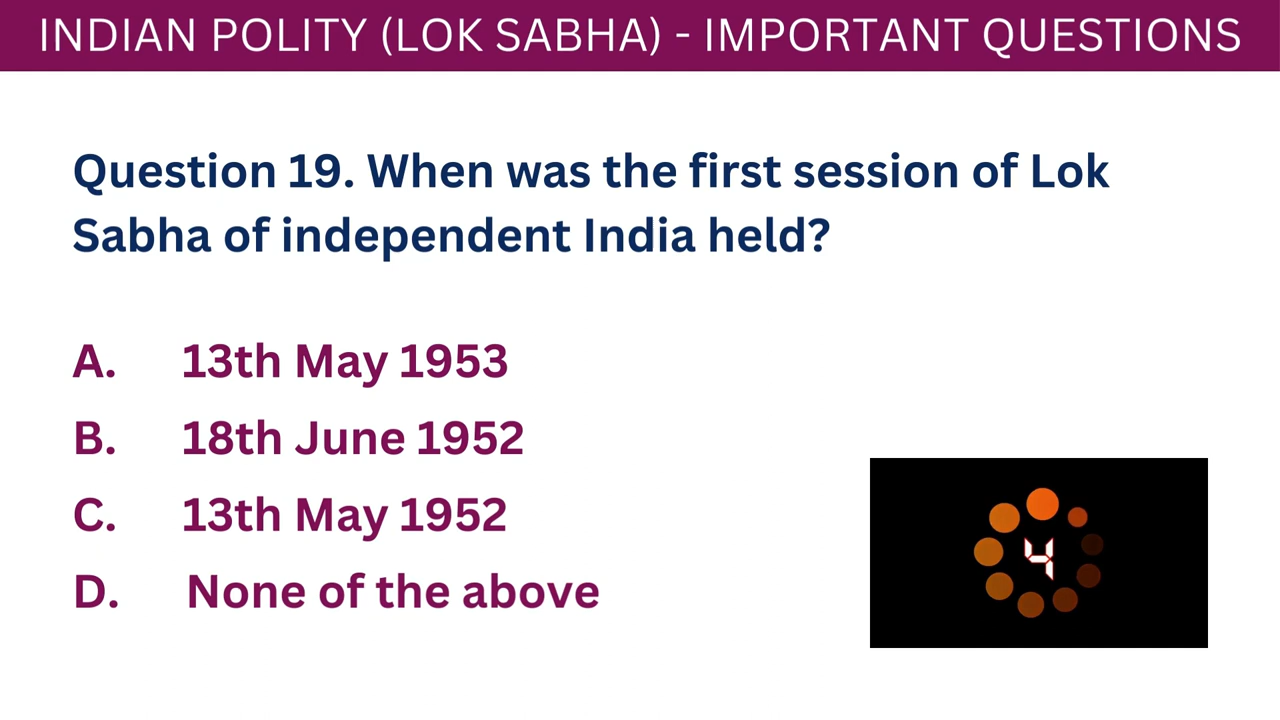 INDIAN POLITY (LOK SABHA) - IMPORTANT QUESTIONS
Question 19. When was the first session of Lok
Sabha of independent India held?
A. 13th May 1953
B. 18th June 1952
C. 13th May 1952
D. None of the above
4